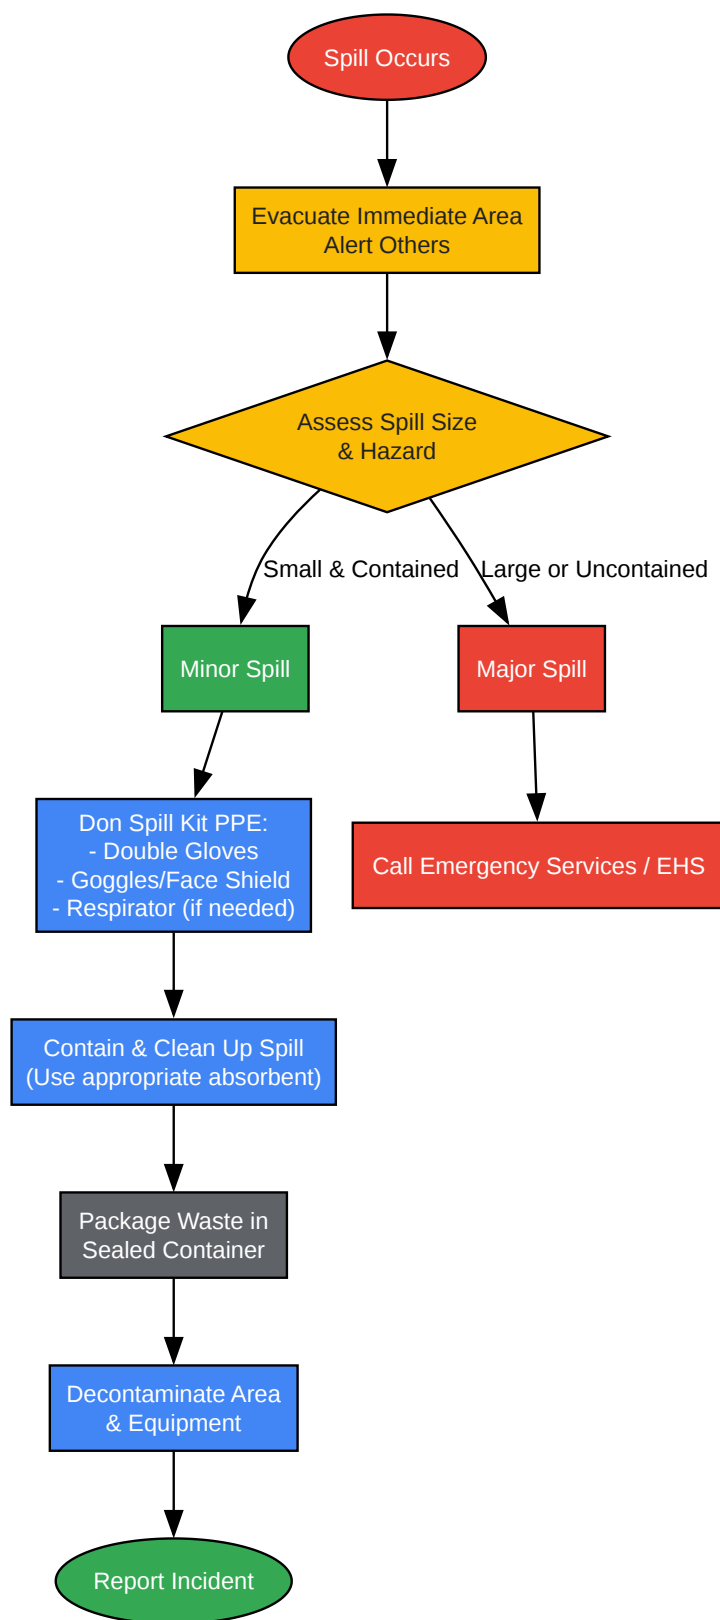 Spill Occurs
Evacuate Immediate Area
Alert Others
Assess Spill Size
& Hazard
Small & Contained
Large or Uncontained
Minor Spill
Major Spill
Don Spill Kit PPE:
- Double Gloves
- Goggles/Face Shield
- Respirator (if needed)
Call Emergency Services / EHS
Contain & Clean Up Spill
(Use appropriate absorbent)
Package Waste in
Sealed Container
Decontaminate Area
& Equipment
Report Incident